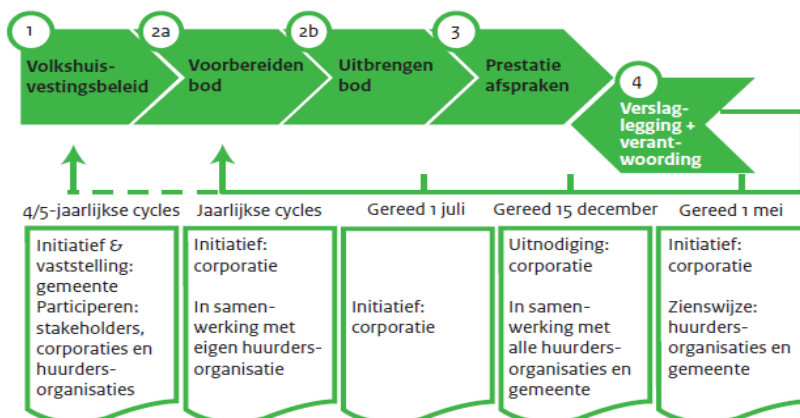 1
2a
2b
3
4
Volkshuis-
vestingsbeleid
Voorbereiden
bod
Uitbrengen
bod
Prestatie
afspraken
Verslag-
legging +
verant-
woording
4/5-jaarlijkse cycles
Jaarlijkse cycles
Gereed 1 juli
Gereed 15 december
Gereed 1 mei
Initiatief &
vaststelling:
gemeente
Participeren:
stakeholders,
corporaties en
huurders-
organisaties
Initiatief:
corporatie
In samen-
werking met
eigen huurders-
organisatie
Initiatief:
corporatie
Uitnodiging:
corporatie
In samen-
werking met
alle huurders-
organisaties en
gemeente
Initiatief:
corporatie
Zienswijze:
huurders-
organisaties en
gemeente